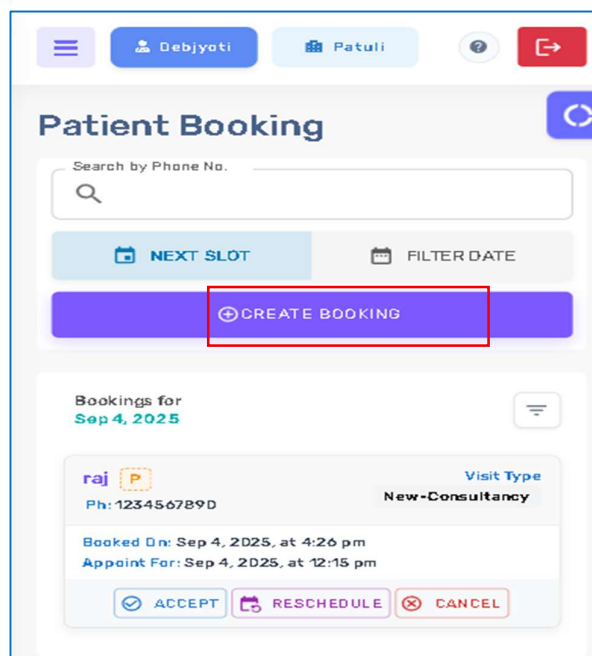 Debjyoti Patuli
Patient Booking
Search by Phone No.
NEXT SLOT FILTER DATE
CREATE BOOKING
Bookings for
Sep 4, 2025
raj P Visit Type
Ph: 1234567890 New-Consultancy
Booked On: Sep 4, 2025, at 4:26 pm
Appoint For: Sep 4, 2025, at 12:15 pm
ACCEPT RESCHEDULE CANCEL